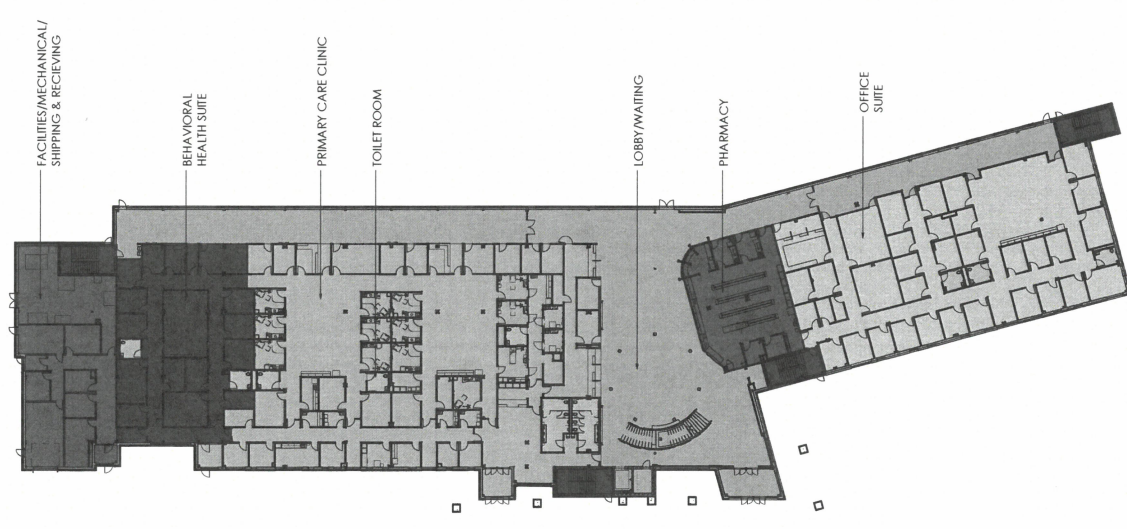 FACILITIES/MECHANICAL/
SHIPPING & RECIEVING
BEHAVIORAL
HEALTH SUITE
PRIMARY CARE CLINIC
TOILET ROOM
LOBBY/WAITING
PHARMACY
OFFICE
SUITE